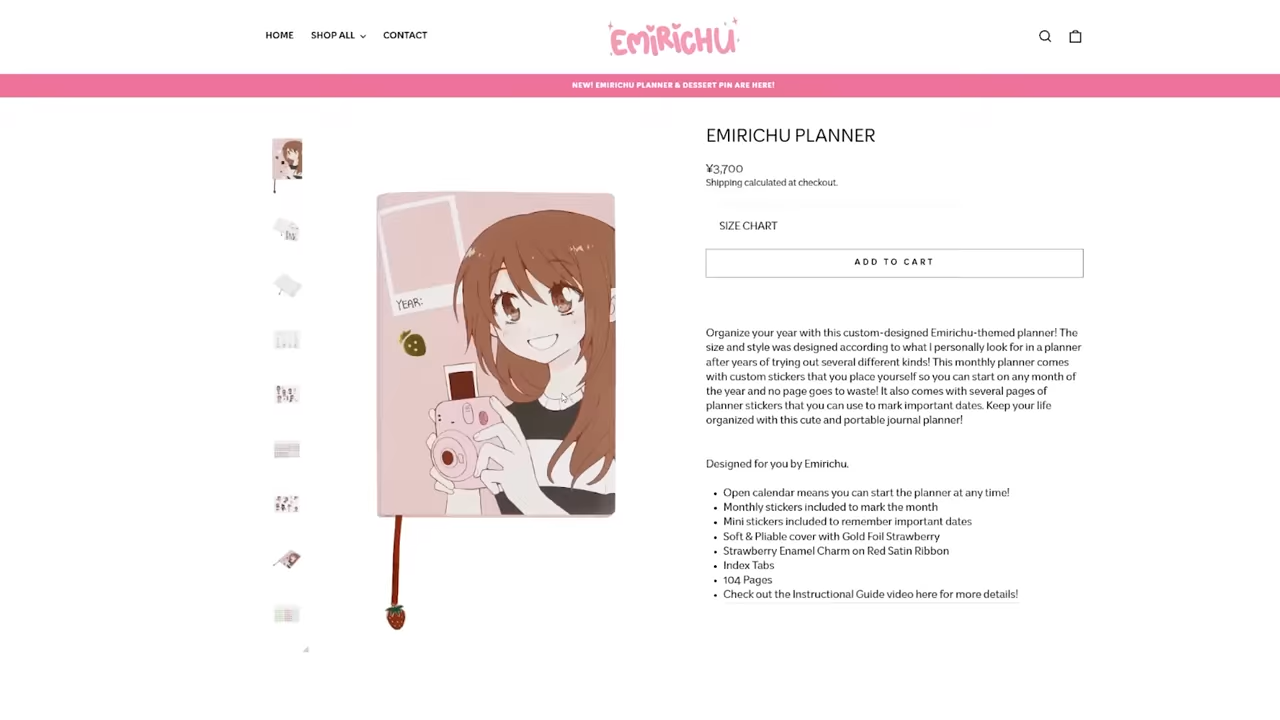 HOME
SHOP ALL
CONTACT
EMIRICHU
NEW! EMIRICHU PLANNER & DESSERT PIN ARE HERE!
EMIRICHU PLANNER
¥3,700
Shipping calculated at checkout.
SIZE CHART
ADD TO CART
YEAR:
Organize your year with this custom-designed Emirichu-themed planner! The
size and style was designed according to what I personally look for in a planner
after years of trying out several different kinds! This monthly planner comes
with custom stickers that you place yourself so you can start on any month of
the year and no page goes to waste! It also comes with several pages of
planner stickers that you can use to mark important dates. Keep your life
organized with this cute and portable journal planner!
Designed for you by Emirichu.
Open calendar means you can start the planner at any time!
Monthly stickers included to mark the month
Mini stickers included to remember important dates
Soft & Pliable cover with Gold Foil Strawberry
Strawberry Enamel Charm on Red Satin Ribbon
Index Tabs
104 Pages
Check out the Instructional Guide video here for more details!